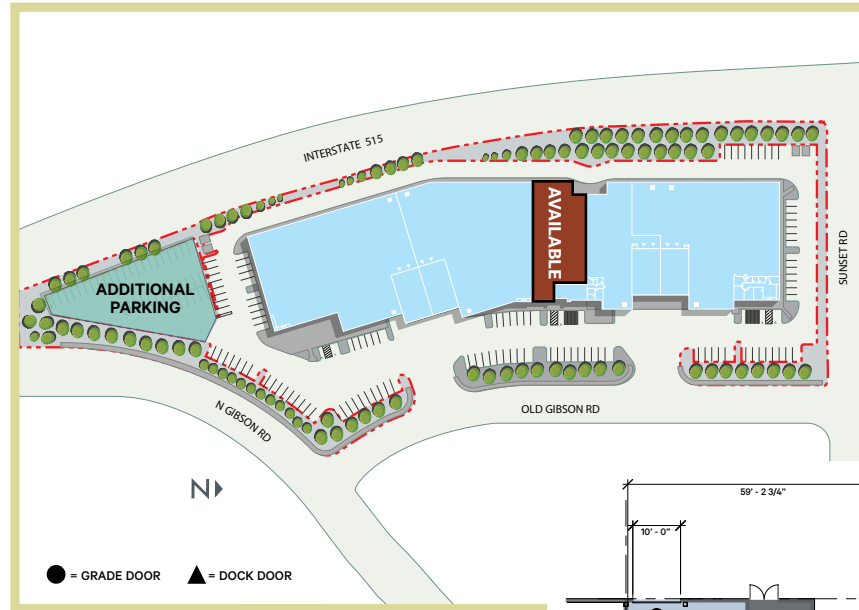 INTERSTATE 515
AVAILABLE
SUNSET RD
ADDITIONAL
PARKING
N GIBSON RD
OLD GIBSON RD
N
59' - 2 3/4"
10' - 0"
= GRADE DOOR
= DOCK DOOR